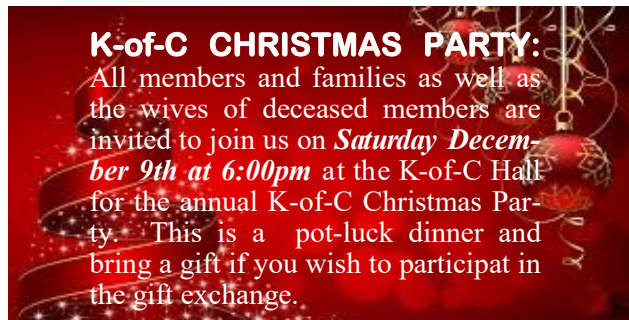 K-of-C CHRISTMAS PARTY:
All members and families as well as
the wives of deceased members are
invited to join us on Saturday Decem-
ber 9th at 6:00pm at the K-of-C Hall
for the annual K-of-C Christmas Par-
ty. This is a pot-luck dinner and
bring a gift if you wish to participat in
the gift exchange.